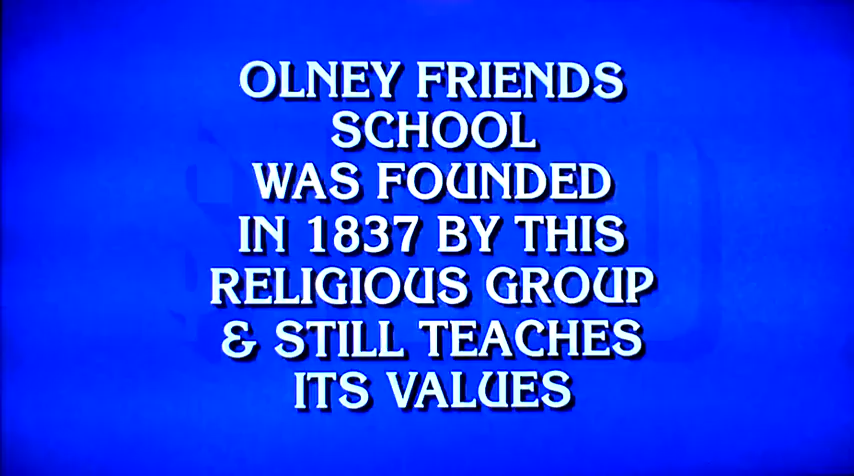 OLNEY FRIENDS
SCHOOL
WAS FOUNDED
IN 1837 BY THIS
RELIGIOUS GROUP
& STILL TEACHES
ITS VALUES